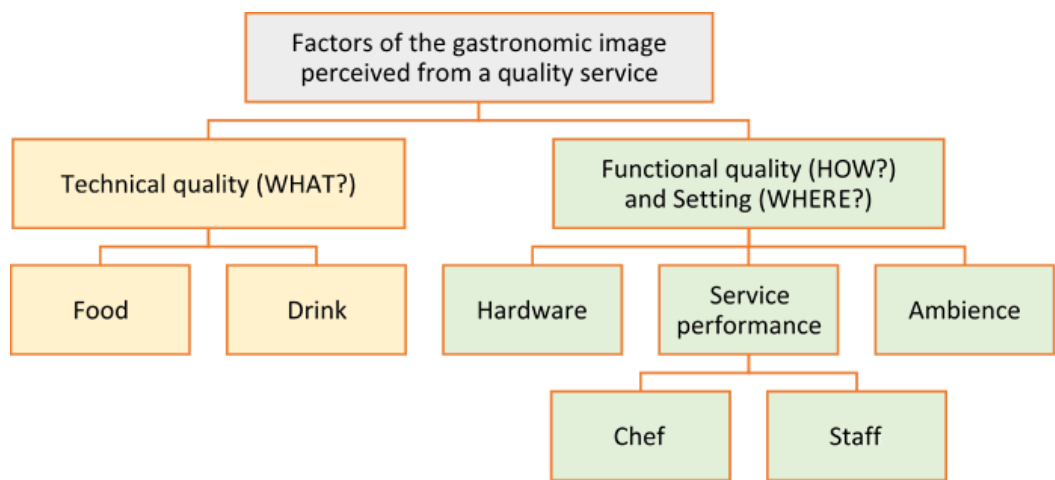 Factors of the gastronomic image
perceived from a quality service
Technical quality (WHAT?)
Functional quality (HOW?)
and Setting (WHERE?)
Food
Drink
Hardware
Service
performance
Ambience
Chef
Staff